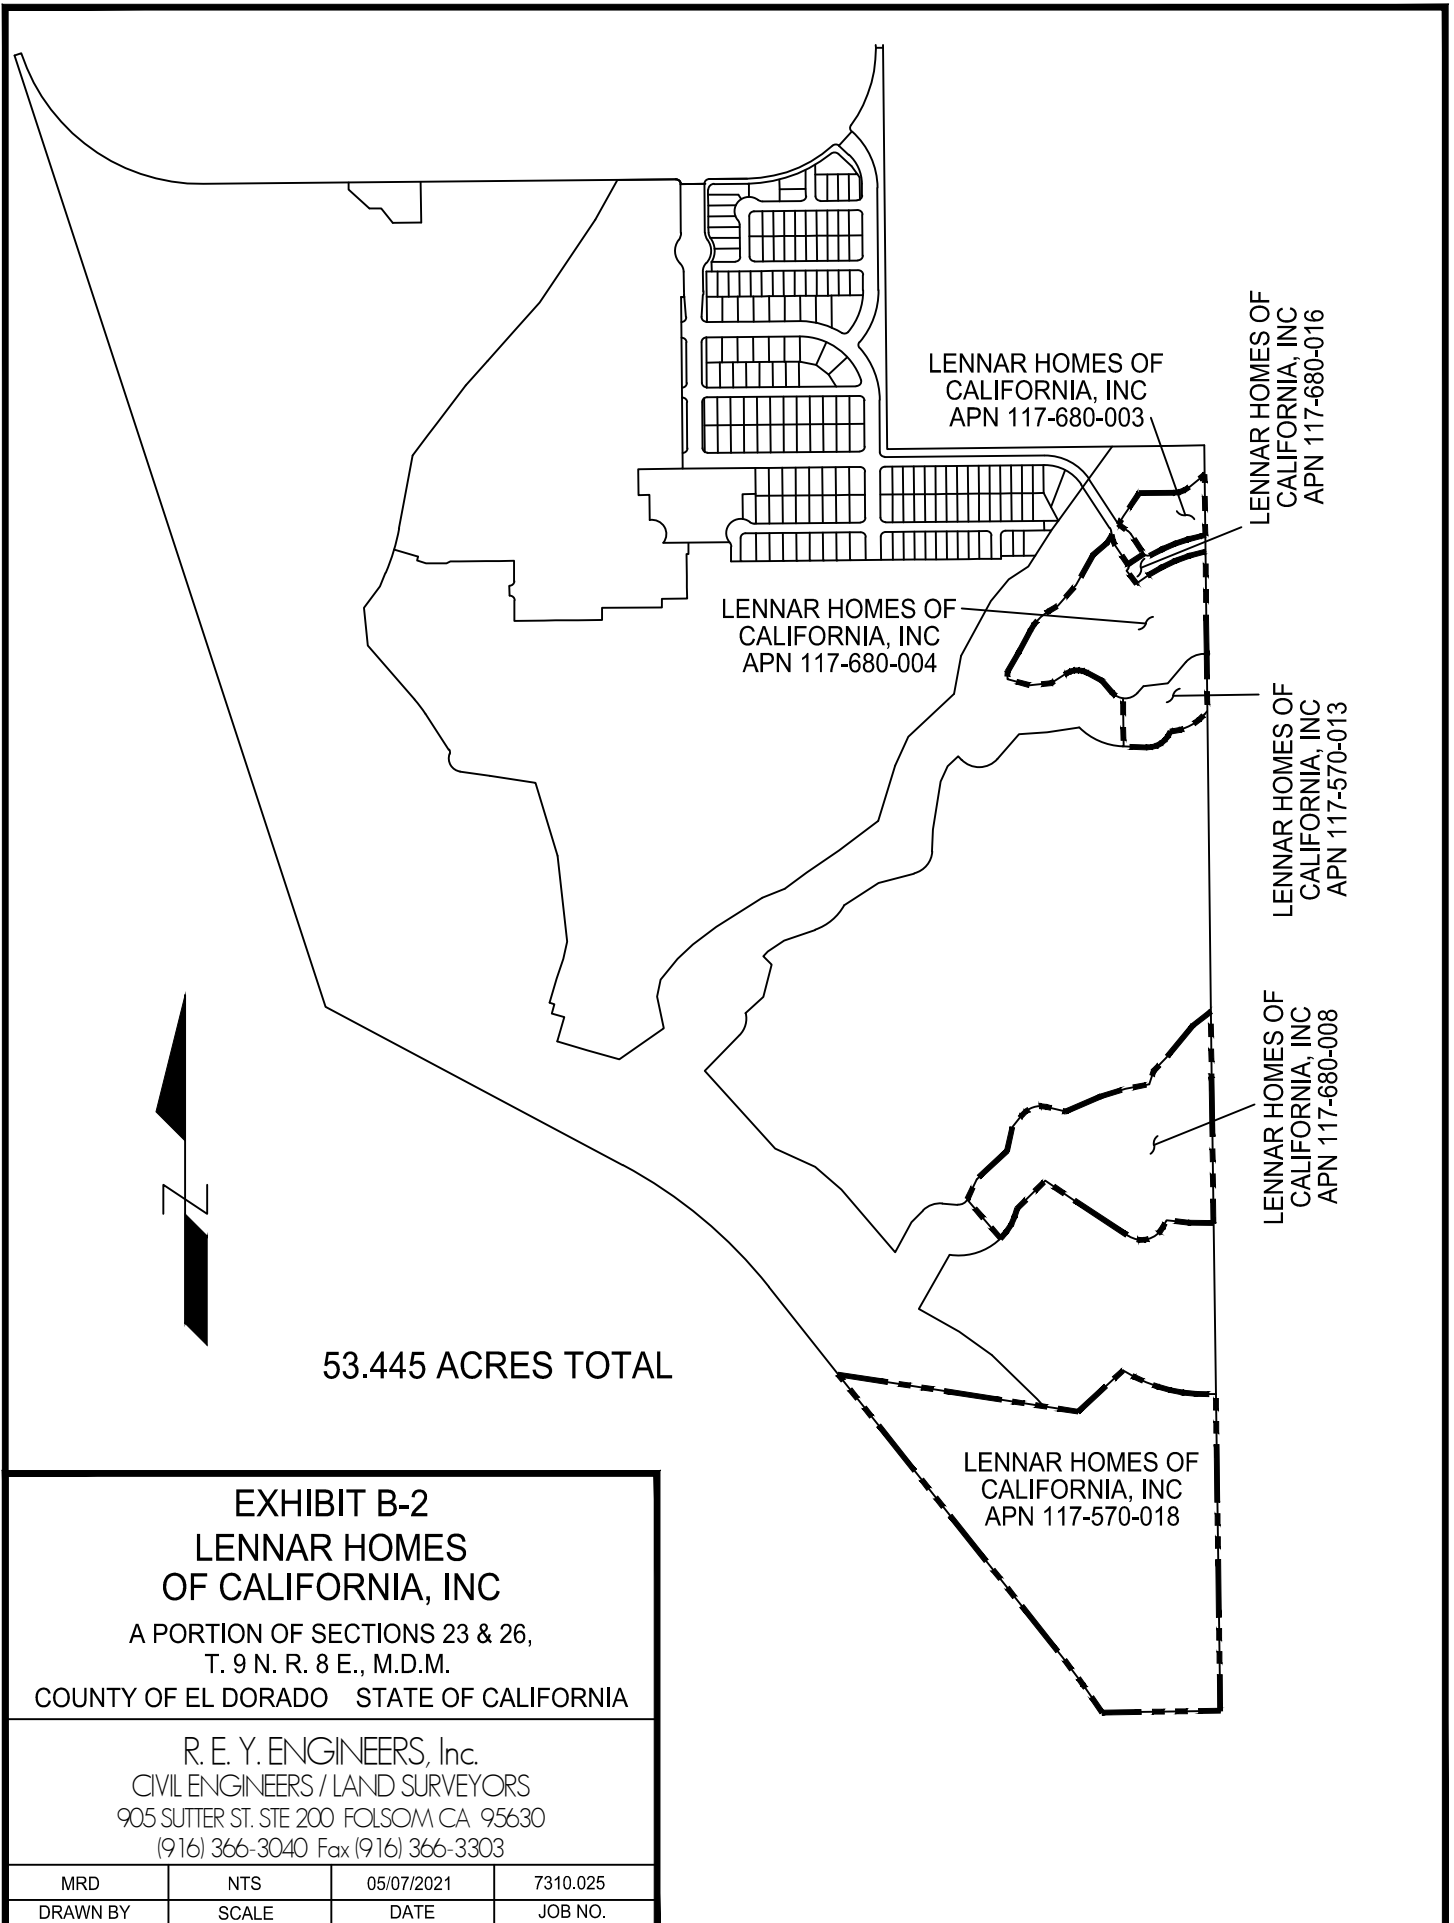 LENNAR HOMES OF
CALIFORNIA, INC
APN 117-680-003
LENNAR HOMES OF
CALIFORNIA, INC
APN 117-680-016
LENNAR HOMES OF
CALIFORNIA, INC
APN 117-680-004
LENNAR HOMES OF
CALIFORNIA, INC
APN 117-570-013
LENNAR HOMES OF
CALIFORNIA, INC
APN 117-680-008
Z
53.445 ACRES TOTAL
LENNAR HOMES OF
CALIFORNIA, INC
APN 117-570-018
EXHIBIT B-2
LENNAR HOMES
OF CALIFORNIA, INC
A PORTION OF SECTIONS 23 & 26,
T. 9 N. R. 8 E., M.D.M.
COUNTY OF EL DORADO STATE OF CALIFORNIA
R. E. Y. ENGINEERS, Inc.
CIVIL ENGINEERS / LAND SURVEYORS
905 SUTTER ST. STE 200 FOLSOM CA 95630
(916) 366-3040 Fax (916) 366-3303
MRD NTS 05/07/2021 7310.025
DRAWN BY SCALE DATE JOB NO.